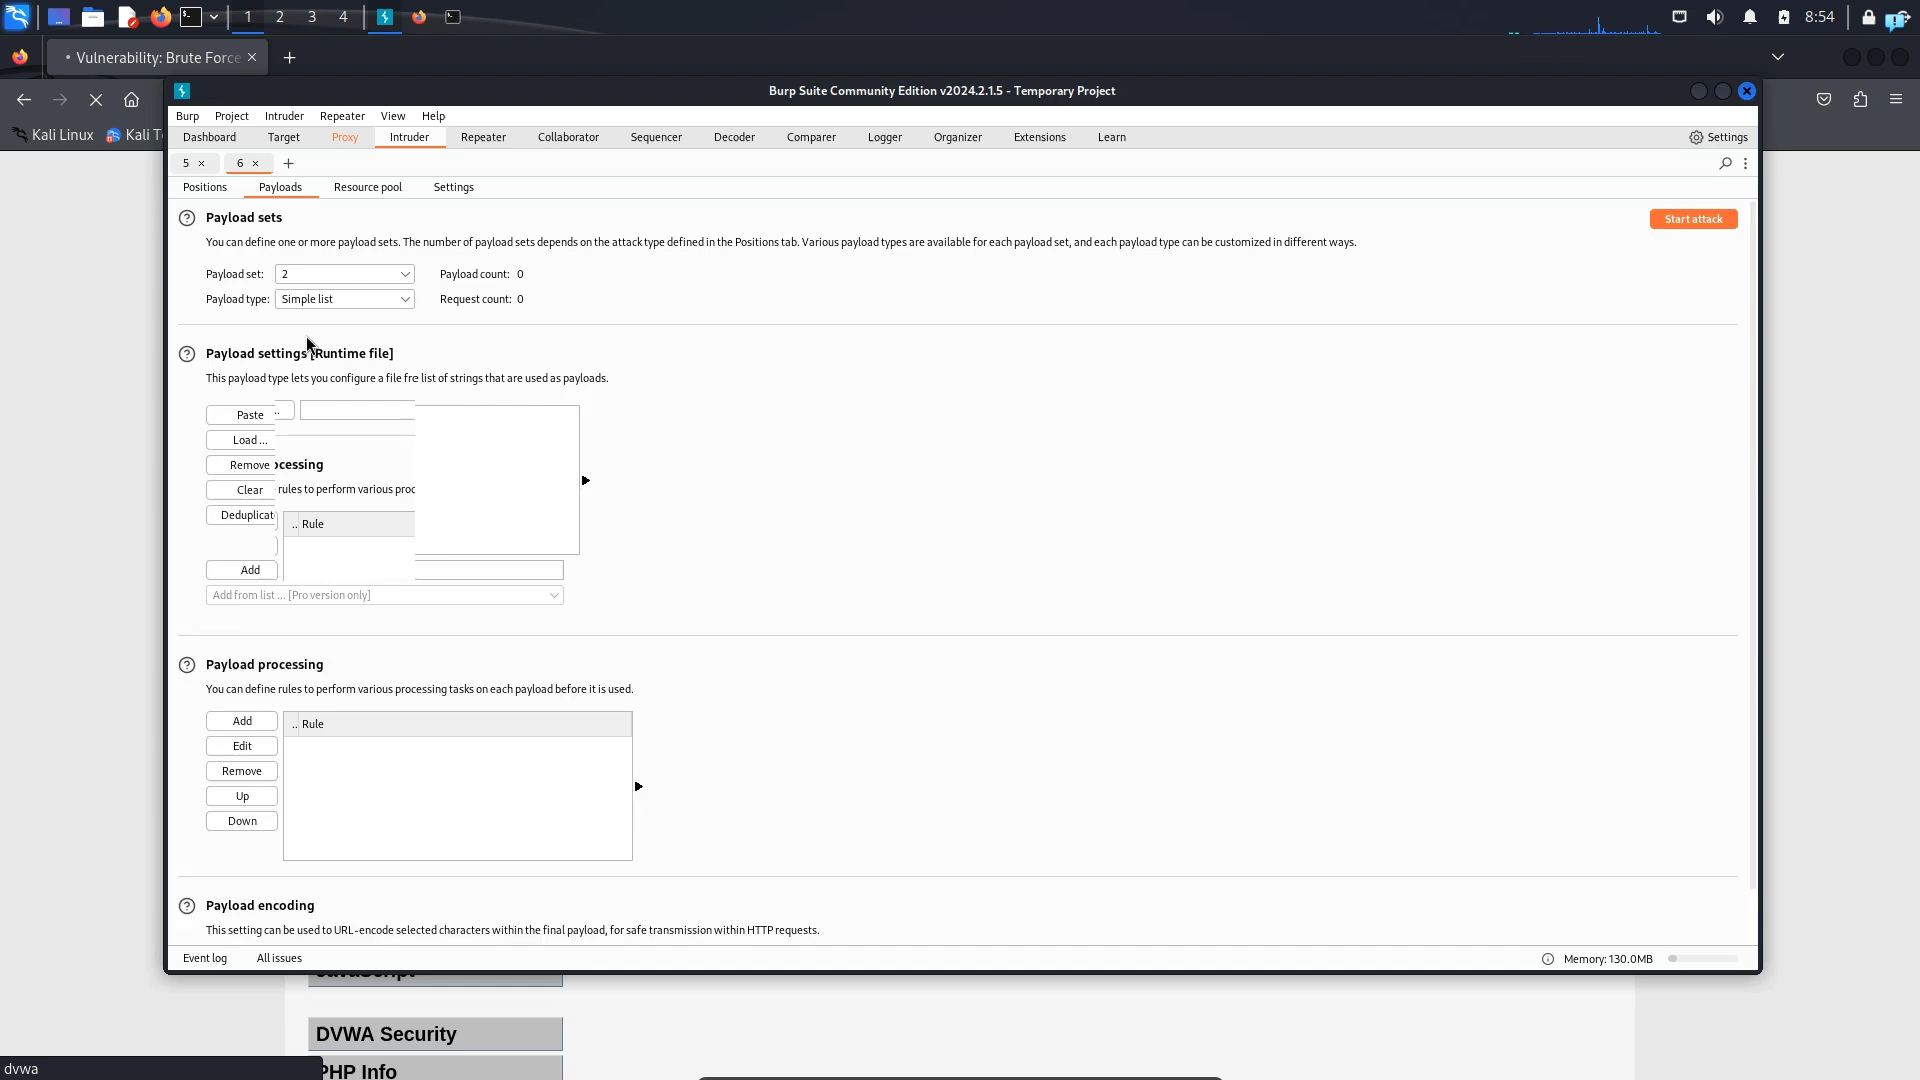 1 2 3 4 8:54
Vulnerability: Brute Force
Burp Suite Community Edition v2024.2.1.5 - Temporary Project
Burp Project Intruder Repeater View Help
Kali Linux Kali T
Dashboard Target Proxy Intruder Repeater Collaborator Sequencer Decoder Comparer Logger Organizer Extensions Learn Settings
5 × 6 × +
Positions Payloads Resource pool Settings
Payload sets Start attack
You can define one or more payload sets. The number of payload sets depends on the attack type defined in the Positions tab. Various payload types are available for each payload set, and each payload type can be customized in different ways.
Payload set: 2 Payload count: 0
Payload type: Simple list Request count: 0
Payload settings [Runtime file]
This payload type lets you configure a file fre list of strings that are used as payloads.
Paste ..
Load ...
Remove ocessing
Clear rules to perform various proc
Deduplicat .. Rule
Add
Add from list ... [Pro version only]
Payload processing
You can define rules to perform various processing tasks on each payload before it is used.
Add .. Rule
Edit
Remove
Up
Down
Payload encoding
This setting can be used to URL-encode selected characters within the final payload, for safe transmission within HTTP requests.
Event log All issues Memory: 130.0MB
JavaScript
DVWA Security
PHP Info
dvwa